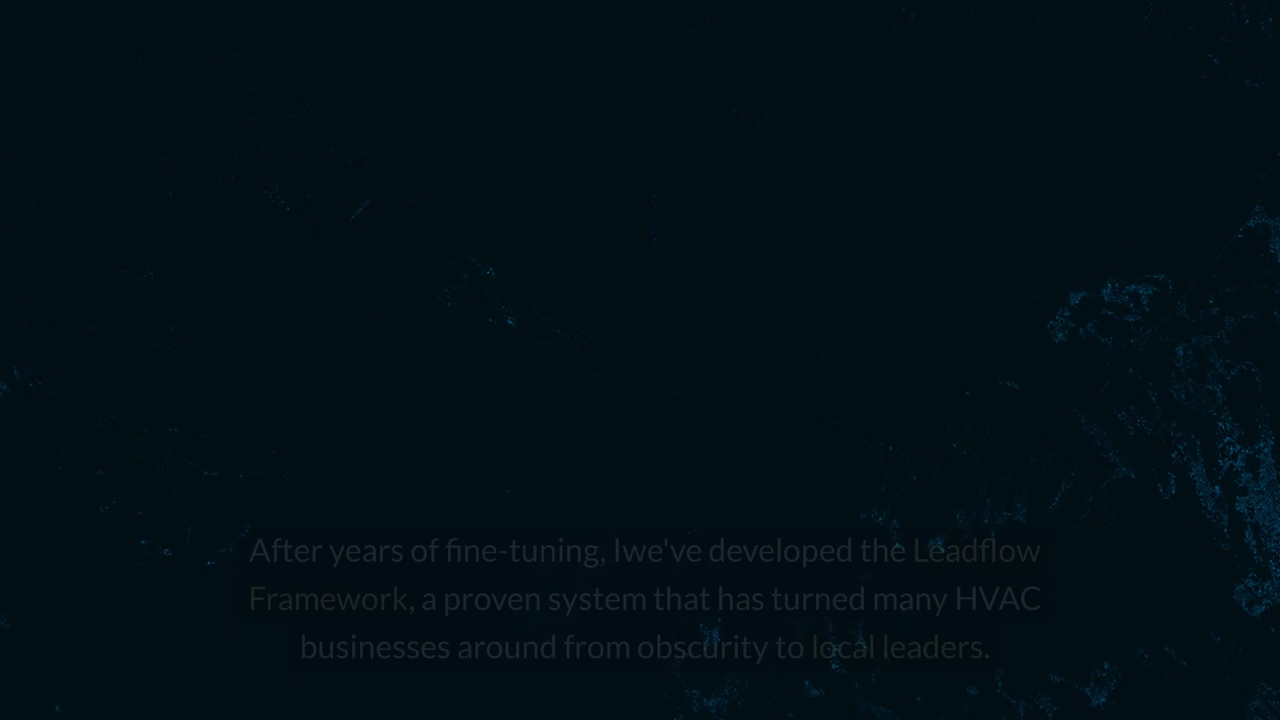 After years of fine-tuning, Iwe've developed the Leadflow
Framework, a proven system that has turned many HVAC
businesses around from obscurity to local leaders.